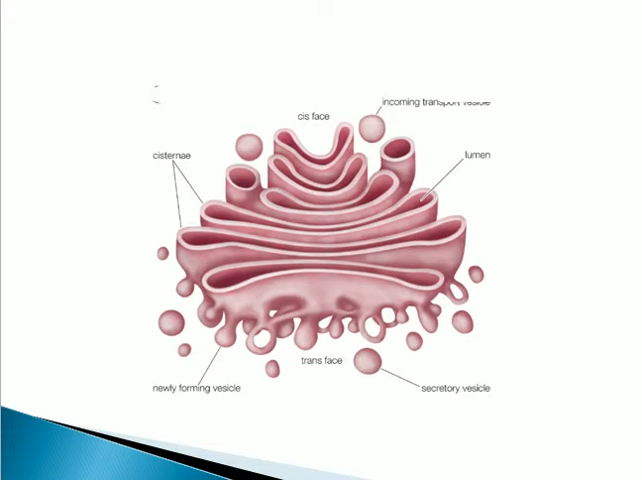 incoming transport vesicle
cis face
cisternae
lumen
trans face
newly forming vesicle
secretory vesicle